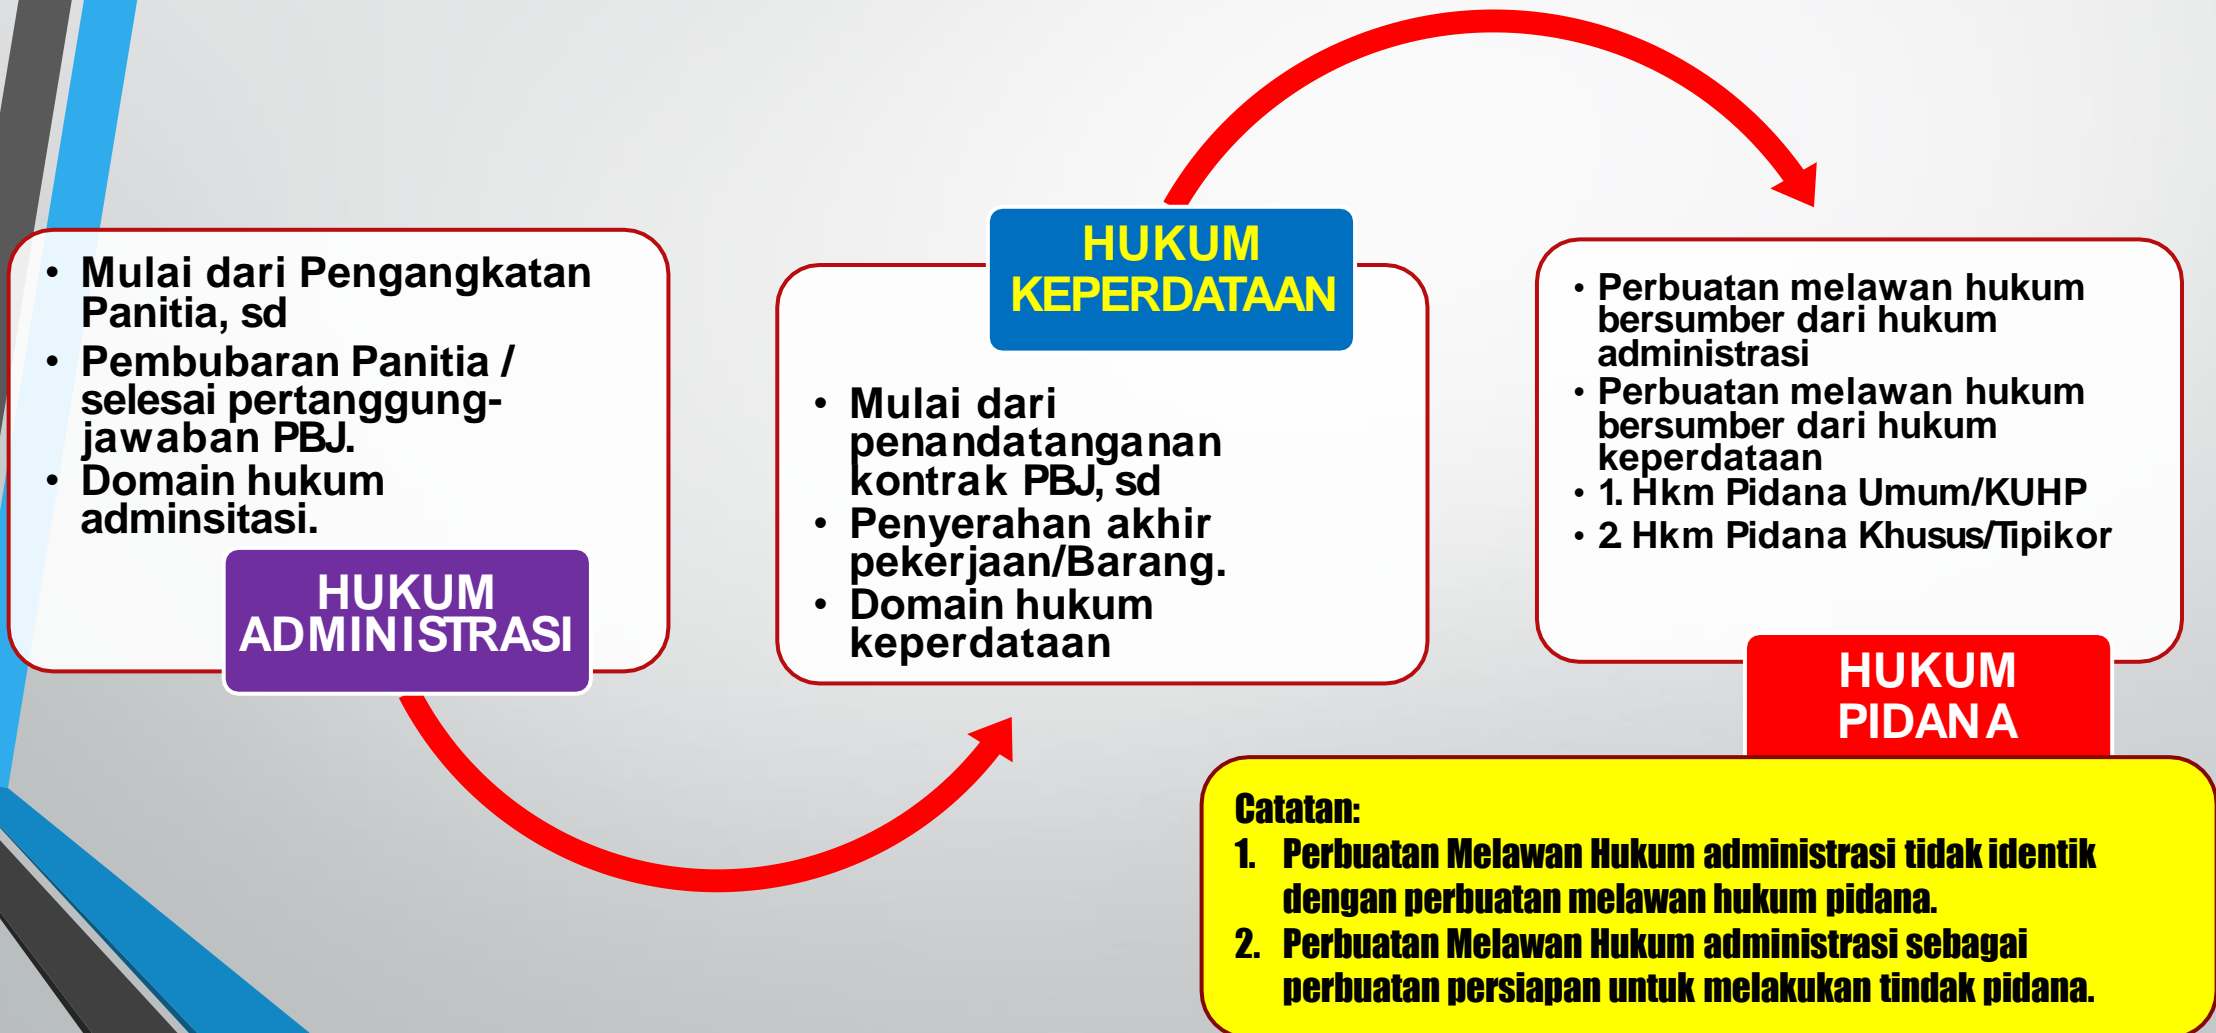 • Mulai dari Pengangkatan
Panitia, sd
• Pembubaran Panitia /
selesai pertanggung-
jawaban PBJ.
• Domain hukum
adminsitasi.
HUKUM
ADMINISTRASI
HUKUM
KEPERDATAAN
• Mulai dari
penandatanganan
kontrak PBJ, sd
• Penyerahan akhir
pekerjaan/Barang.
• Domain hukum
keperdataan
• Perbuatan melawan hukum
bersumber dari hukum
administrasi
• Perbuatan melawan hukum
bersumber dari hukum
keperdataan
• 1. Hkm Pidana Umum/KUHP
• 2. Hkm Pidana Khusus/Tipikor
HUKUM
PIDANA
Catatan:
1. Perbuatan Melawan Hukum administrasi tidak identik
dengan perbuatan melawan hukum pidana.
2. Perbuatan Melawan Hukum administrasi sebagai
perbuatan persiapan untuk melakukan tindak pidana.